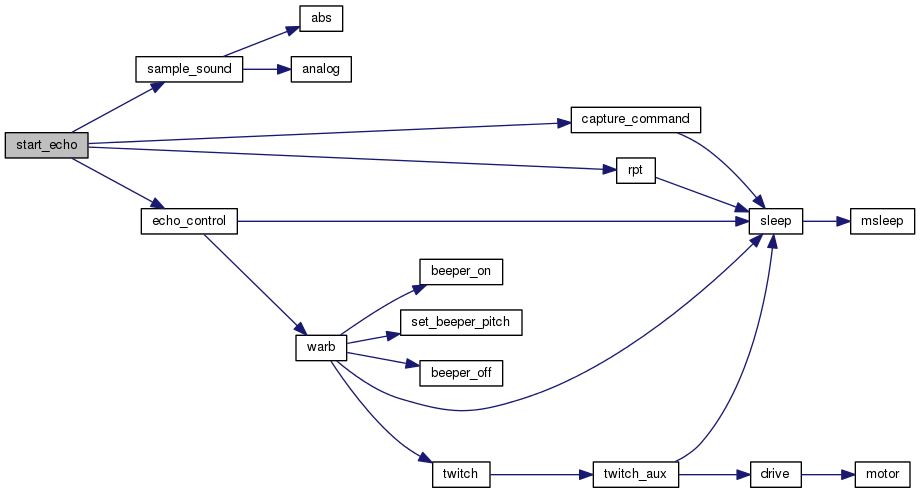 abs
sample_sound
analog
capture_command
start_echo
rpt
echo_control
sleep
msleep
beeper_on
set_beeper_pitch
warb
beeper_off
twitch
twitch_aux
drive
motor